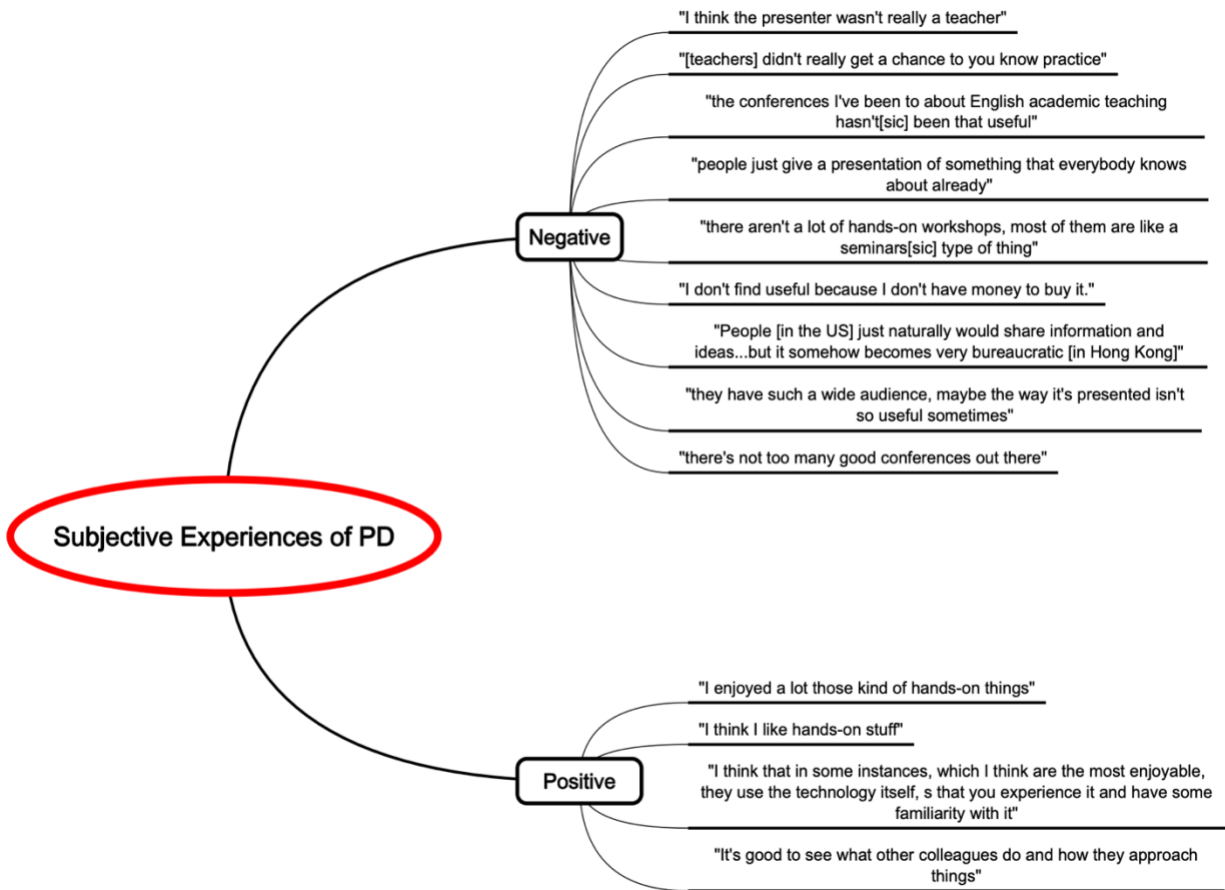 "I think the presenter wasn't really a teacher"
"[teachers] didn't really get a chance to you know practice"
"the conferences I've been to about English academic teaching
hasn't[sic] been that useful"
"people just give a presentation of something that everybody knows
about already"
Negative
"there aren't a lot of hands-on workshops, most of them are like a
seminars[sic] type of thing"
"I don't find useful because I don't have money to buy it."
"People [in the US] just naturally would share information and
ideas...but it somehow becomes very bureaucratic [in Hong Kong]"
"they have such a wide audience, maybe the way it's presented isn't
so useful sometimes"
"there's not too many good conferences out there"
Subjective Experiences of PD
"I enjoyed a lot those kind of hands-on things"
"I think I like hands-on stuff"
Positive
"I think that in some instances, which I think are the most enjoyable,
they use the technology itself, s that you experience it and have some
familiarity with it"
"It's good to see what other colleagues do and how they approach
things"